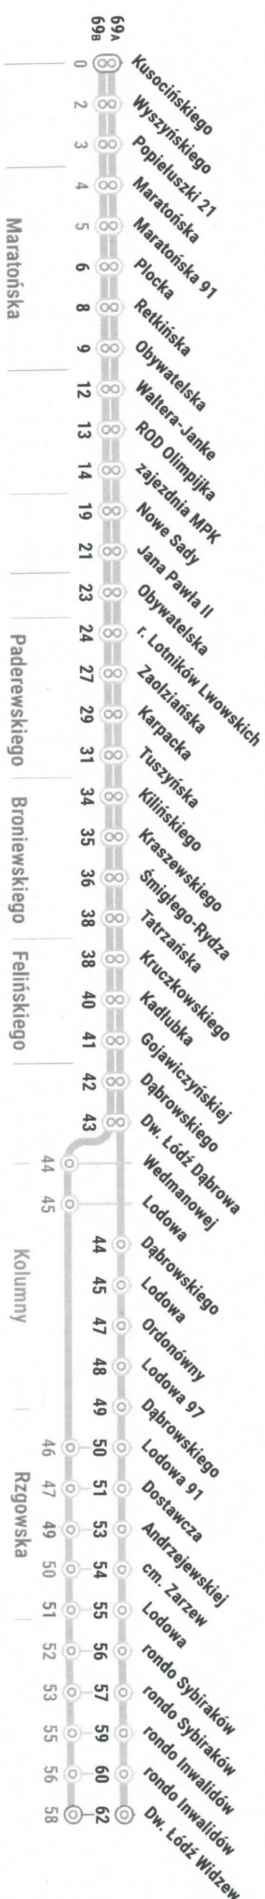 69A
69B
Kusocińskiego 0
Wyszyńskiego 2
Popiełuszki 21 3
Maratońska 4
Maratońska 91 5
Płocka 6
Retkińska 8
Obywatelska 9
Waltera-Janke 12
ROD Olimpijka 13
zajezdnia MPK 14
Nowe Sady 19
Jana Pawła II 21
Obywatelska 23
r. Lotników Lwowskich 24
Zaolziańska 27
Karpacka 29
Tuszyńska 31
Kilińskiego 34
Kraszewskiego 35
Śmigłego-Rydza 36
Tatrzańska 38
Kruczkowskiego 38
Kadłubka 40
Gojawiczyńskiej 41
Dąbrowskiego 42
Dw. Łódź Dąbrowa 43
Wedmanowej 44
Lodowa 45
Dąbrowskiego 44
Lodowa 45
Ordonówny 47
Lodowa 97 48
Dąbrowskiego 49
Lodowa 91 50 46
Dostawcza 51 47
Andrzejewskiej 53 49
cm. Zarzew 54 50
Lodowa 55 51
rondo Sybiraków 56 52
rondo Sybiraków 57 53
rondo Inwalidów 59 55
rondo Inwalidów 60 56
Dw. Łódź Widzew 62 58
Maratońska
Paderewskiego
Broniewskiego
Felińskiego
Kolumny
Rzgowska